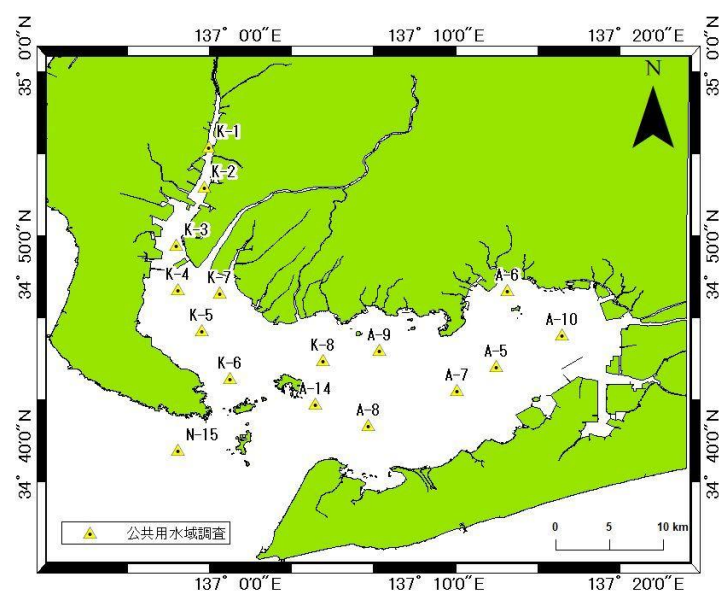 137° 0′0″E 137° 10′0″E 137° 20′0″E
35° 0′0″N
35° 0′0″N
N
K-1
K-2
K-3
34° 50′0″N
34° 50′0″N
K-4
K-7
A-6
K-5
A-10
K-8
A-9
K-6
A-5
A-7
A-14
A-8
N-15
34° 40′0″N
34° 40′0″N
公共用水域調査
0 5 10 km
137° 0′0″E 137° 10′0″E 137° 20′0″E